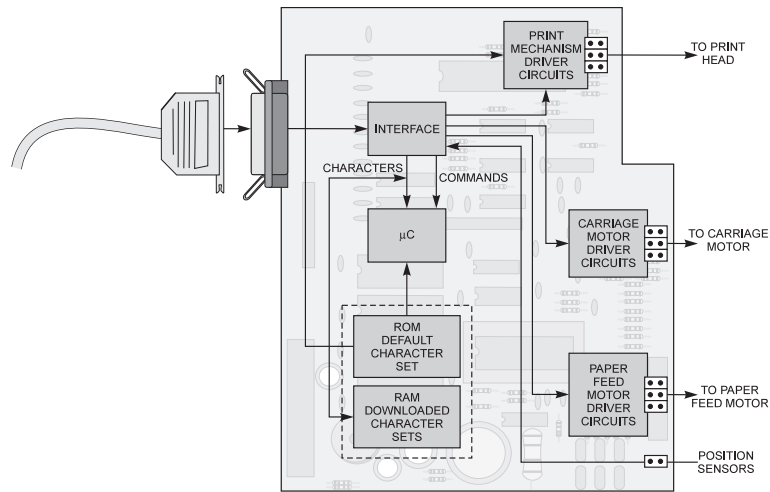 PRINT
MECHANISM
DRIVER
CIRCUITS
TO PRINT
HEAD
INTERFACE
CHARACTERS
COMMANDS
µC
CARRIAGE
MOTOR
DRIVER
CIRCUITS
TO CARRIAGE
MOTOR
ROM
DEFAULT
CHARACTER
SET
RAM
DOWNLOADED
CHARACTER
SETS
PAPER
FEED
MOTOR
DRIVER
CIRCUITS
TO PAPER
FEED MOTOR
POSITION
SENSORS